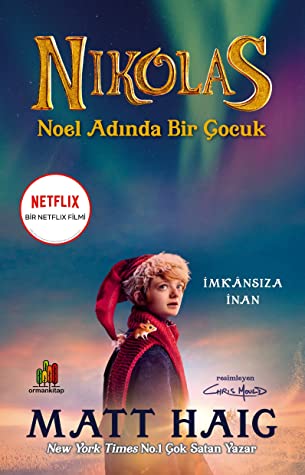 NIKOLAS
Noel Adında Bir Çocuk
NETFLIX
BİR NETFLIX FİLMİ
İMKÂNSIZA
İNAN
ormankitap
resimleyen
CHRIS MOULD
MATT HAIG
New York Times No.1 Çok Satan Yazar